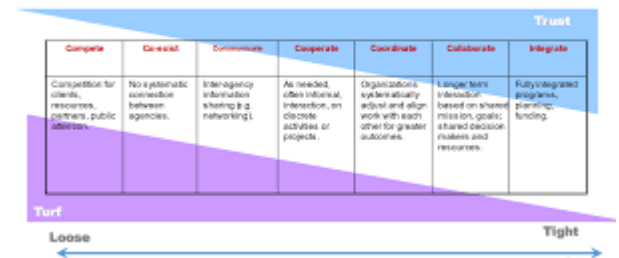 Trust
Compete Co-exist Communicate Cooperate Coordinate Collaborate Integrate
Competition for
clients,
resources,
partners, public
attention.
No systematic
connection
between
agencies.
Inter-agency
information
sharing (e.g.
networking).
As needed,
often informal,
interaction, on
discrete
activities or
projects.
Organizations
systematically
adjust and align
work with each
other for greater
outcomes.
Longer term
interaction
based on shared
mission, goals;
shared decision
makers and
resources.
Fully integrated
programs,
planning,
funding.
Turf
Loose Tight